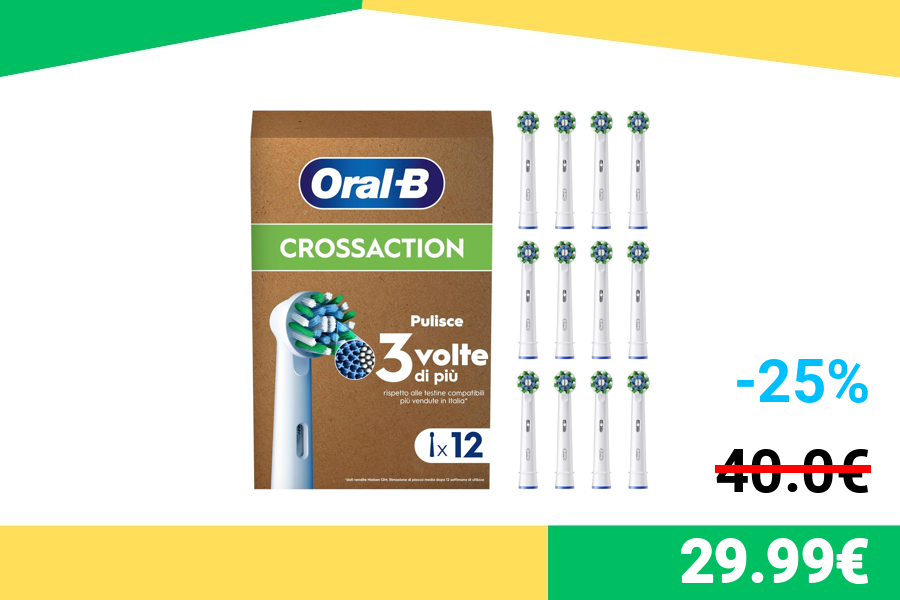 Oral-B
CROSSACTION
Pulisce
3 volte
di più
rispetto alle testine compatibili
più vendute in Italia*
x 12
-25%
40.0€
29.99€